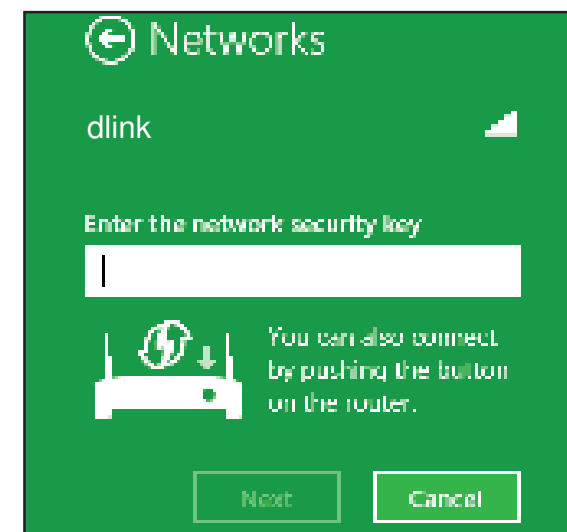 Networks
dlink
Enter the network security key
You can also connect
by pushing the button
on the router.
Next
Cancel